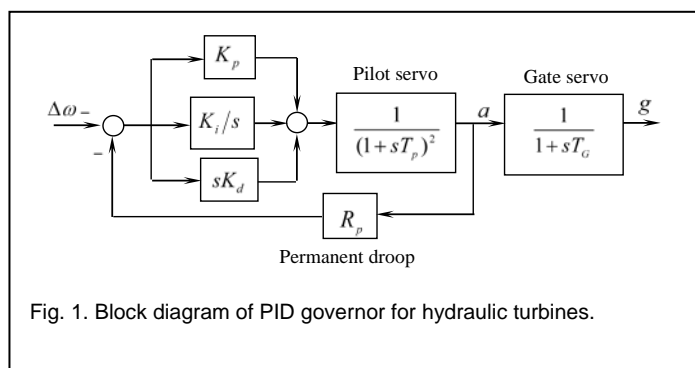 K_p
Pilot servo
Gate servo
Δω –
K_i/s
1
(1+sT_p)^2
a
1
1+sT_G
g
–
sK_d
R_p
Permanent droop
Fig. 1. Block diagram of PID governor for hydraulic turbines.